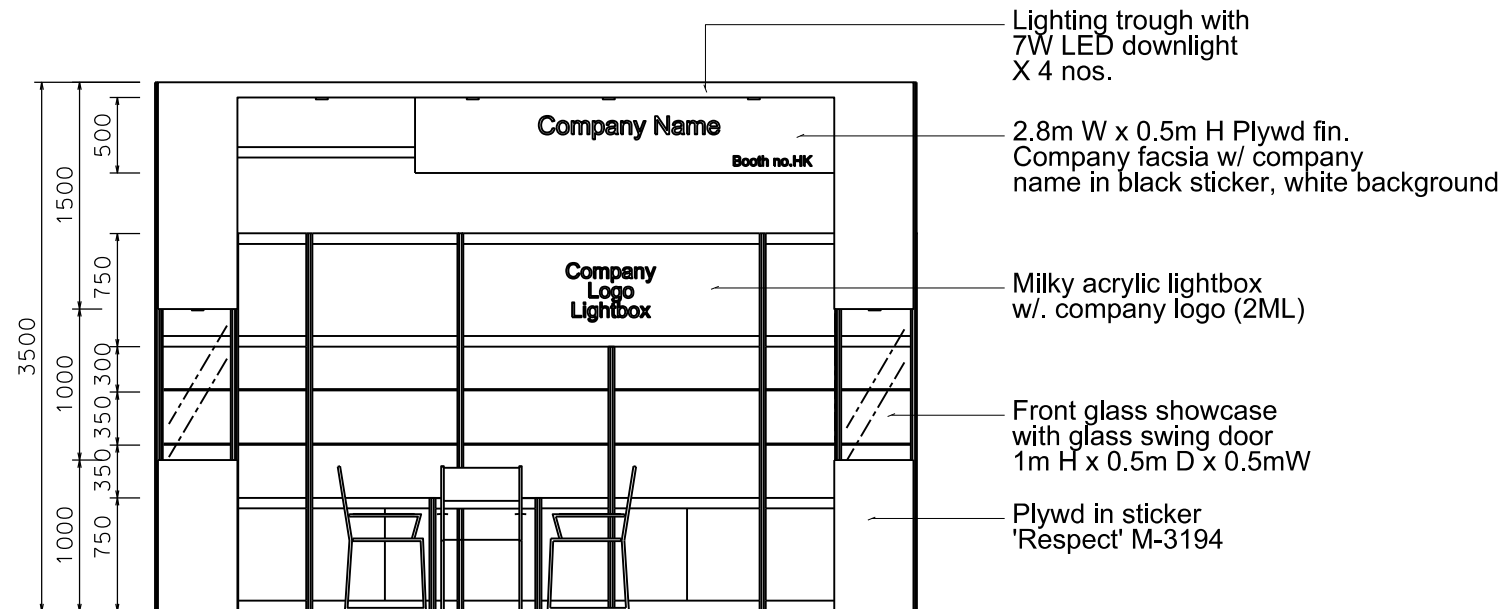 Lighting trough with
7W LED downlight
X 4 nos.
Company Name
Booth no.HK
2.8m W x 0.5m H Plywd fin.
Company facsia w/ company
name in black sticker, white background
Company
Logo
Lightbox
Milky acrylic lightbox
w/. company logo (2ML)
Front glass showcase
with glass swing door
1m H x 0.5m D x 0.5mW
Plywd in sticker
'Respect' M-3194
3500
1500
1000
1000
500
750
300
350
350
750